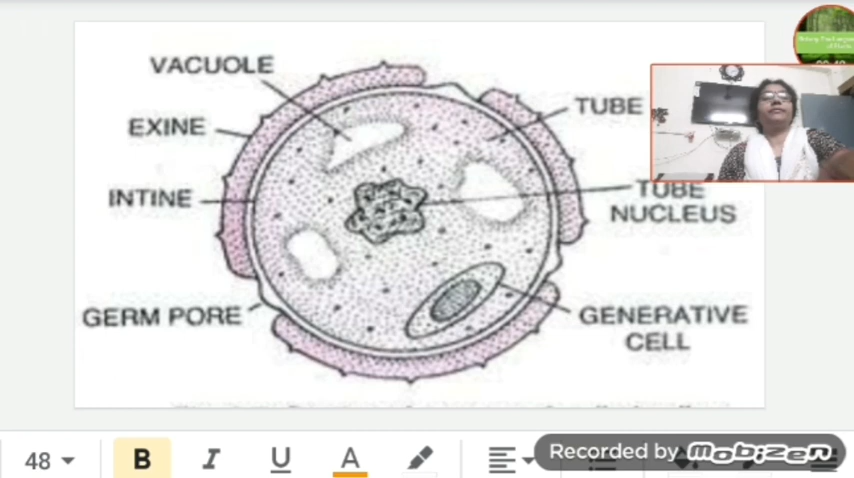 VACUOLE
EXINE
INTINE
GERM PORE
TUBE
TUBE
NUCLEUS
GENERATIVE
CELL
48
B
I
U
A
Recorded by MOBIZEN